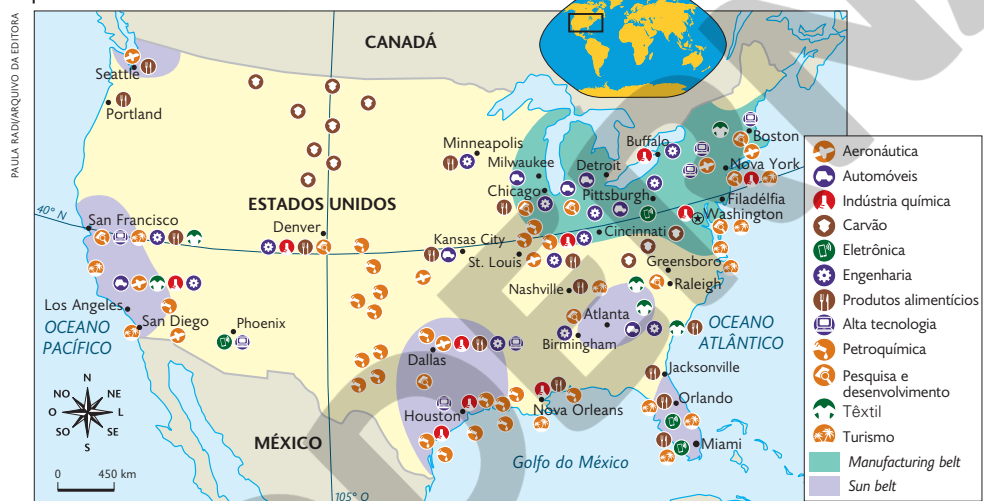 PAULA RADI/ARQUIVO DA EDITORA
CANADÁ
Seattle
Portland
Minneapolis
Milwaukee
Detroit
Buffalo
Boston
Chicago
Pittsburgh
Nova York
Filadélfia
40° N
San Francisco
ESTADOS UNIDOS
Denver
Kansas City
St. Louis
Cincinnati
Washington
Greensboro
Raleigh
Nashville
Los Angeles
San Diego
Phoenix
OCEANO
PACÍFICO
Atlanta
Birmingham
OCEANO
ATLÂNTICO
Dallas
Jacksonville
Orlando
Houston
Nova Orleans
Miami
MÉXICO
Golfo do México
N
NO
NE
O
L
SO
SE
S
0 450 km
105° O
Aeronáutica
Automóveis
Indústria química
Carvão
Eletrônica
Engenharia
Produtos alimentícios
Alta tecnologia
Petroquímica
Pesquisa e
desenvolvimento
Têxtil
Turismo
Manufacturing belt
Sun belt